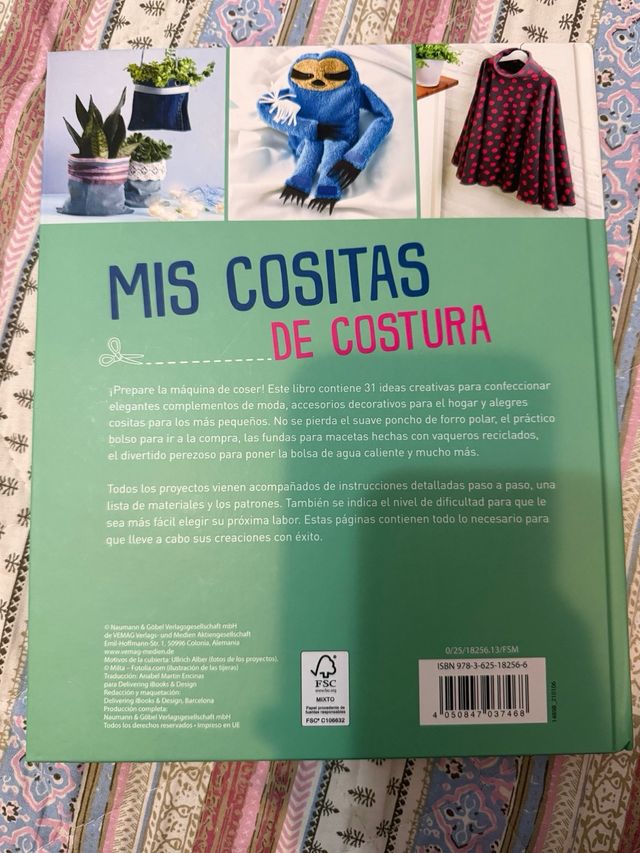 MIS COSITAS
DE COSTURA
¡Prepare la máquina de coser! Este libro contiene 31 ideas creativas para confeccionar
elegantes complementos de moda, accesorios decorativos para el hogar y alegres
cositas para los más pequeños. No se pierda el suave poncho de forro polar, el práctico
bolso para ir a la compra, las fundas para macetas hechas con vaqueros reciclados,
el divertido perezoso para poner la bolsa de agua caliente y mucho más.
Todos los proyectos vienen acompañados de instrucciones detalladas paso a paso, una
lista de materiales y los patrones. También se indica el nivel de dificultad para que le
sea más fácil elegir su próxima labor. Estas páginas contienen todo lo necesario para
que lleve a cabo sus creaciones con éxito.
© Naumann & Göbel Verlagsgesellschaft mbH
de VEMAG Verlags- und Medien Aktiengesellschaft
Emil-Hoffmann-Str. 1, 50996 Colonia, Alemania
www.vemag-medien.de
Motivos de la cubierta: Ullrich Alber (fotos de los proyectos).
© Milta – Fotolia.com (ilustración de las tijeras)
Traducción: Anabel Martin Encinas
para Delivering iBooks & Design
Redacción y maquetación:
Delivering iBooks & Design, Barcelona
Producción completa:
Naumann & Göbel Verlagsgesellschaft mbH
Todos los derechos reservados • Impreso en UE
FSC
www.fsc.org
MIXTO
Papel procedente de
fuentes responsables
FSC® C106632
0/25/18256.13/FSM
ISBN 978-3-625-18256-6
4 050847 037468
14898_210106